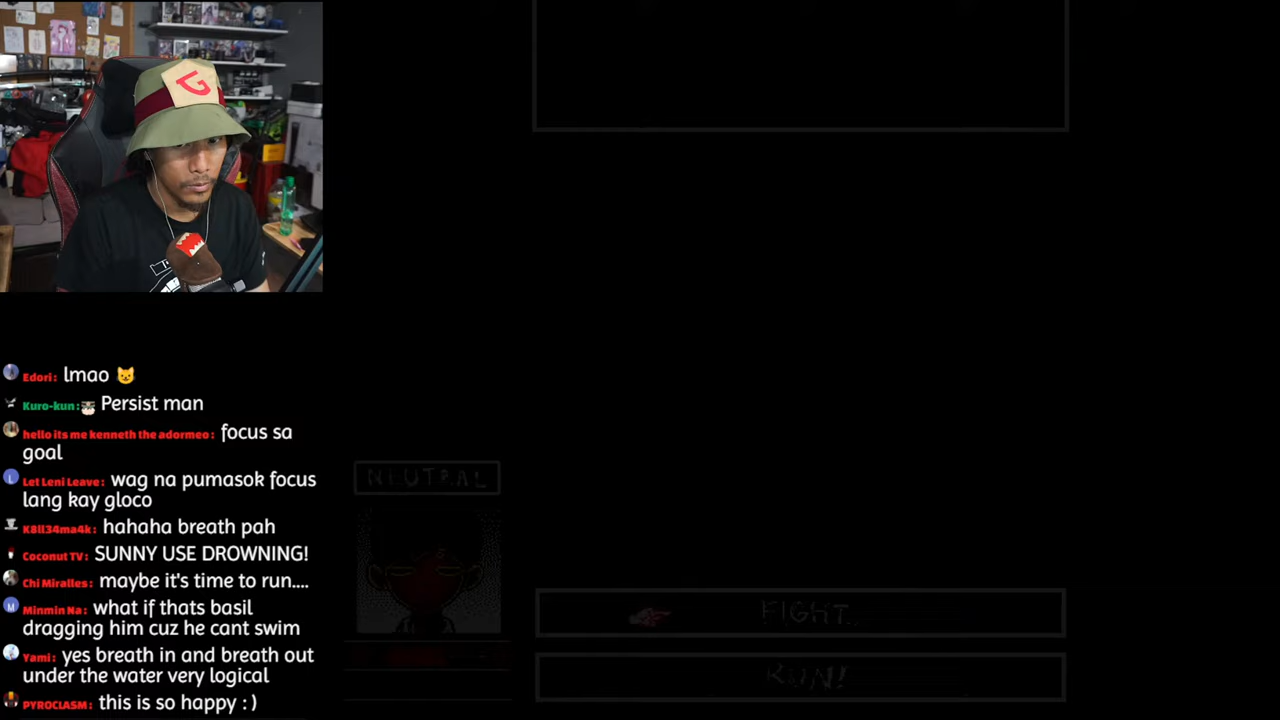 G
Edori: lmao 😺
Kuro-kun: Persist man
hello its me kenneth the adormeo: focus sa
goal
Let Leni Leave: wag na pumasok focus
lang kay gloco
K8ll34ma4k: hahaha breath pah
Coconut TV: SUNNY USE DROWNING!
Chi Miralles: maybe it's time to run....
Minmin Na: what if thats basil
dragging him cuz he cant swim
Yami: yes breath in and breath out
under the water very logical
PYROCLASM: this is so happy : )
NEUTRAL
FIGHT
RUN!